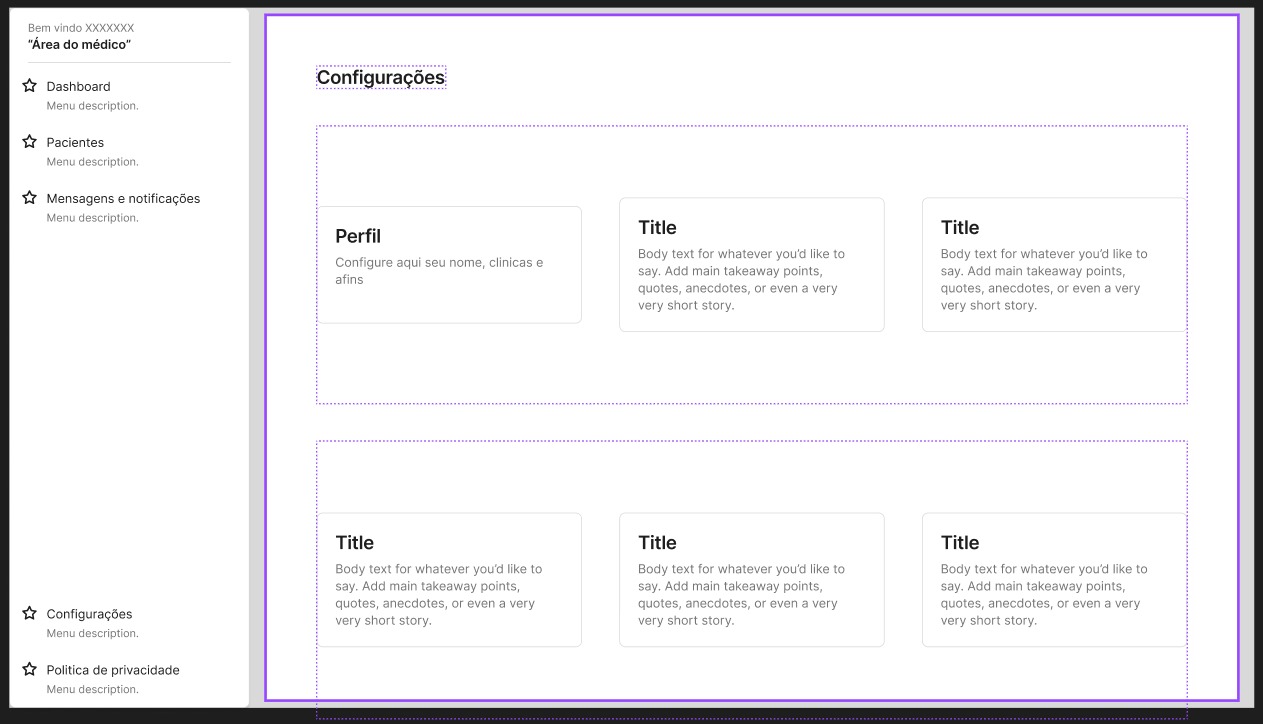 Bem vindo XXXXXXX
“Área do médico”
Dashboard
Menu description.
Pacientes
Menu description.
Mensagens e notificações
Menu description.
Configurações
Menu description.
Politica de privacidade
Menu description.
Configurações
Perfil
Configure aqui seu nome, clinicas e
afins
Title
Body text for whatever you’d like to
say. Add main takeaway points,
quotes, anecdotes, or even a very
very short story.
Title
Body text for whatever you’d like to
say. Add main takeaway points,
quotes, anecdotes, or even a very
very short story.
Title
Body text for whatever you’d like to
say. Add main takeaway points,
quotes, anecdotes, or even a very
very short story.
Title
Body text for whatever you’d like to
say. Add main takeaway points,
quotes, anecdotes, or even a very
very short story.
Title
Body text for whatever you’d like to
say. Add main takeaway points,
quotes, anecdotes, or even a very
very short story.